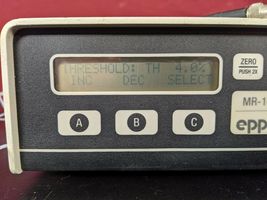 THRESHOLD: TH 4.0%
INC DEC SELECT
ZERO
PUSH 2X
MR-1
epp
A B C